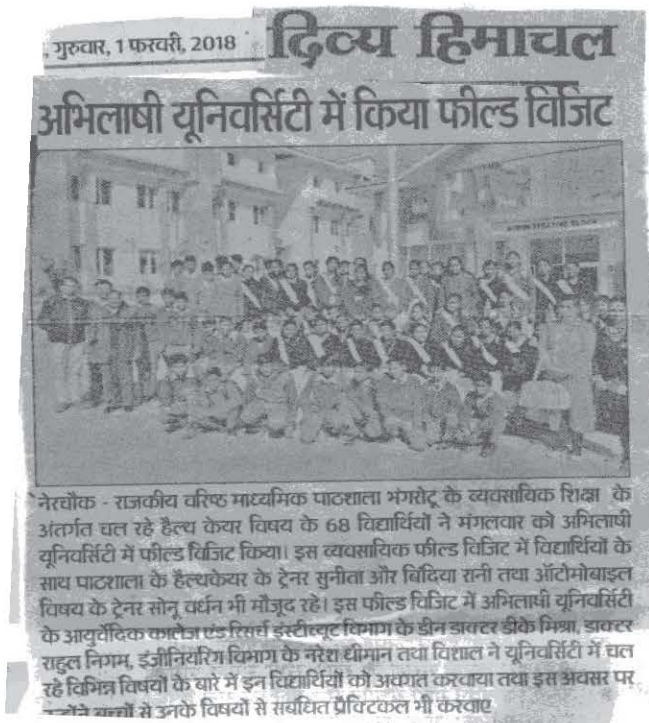 , गुरुवार, 1 फरवरी, 2018 दिव्य हिमाचल
अभिलाषी यूनिवर्सिटी में किया फील्ड विजिट
नेरचौक - राजकीय वरिष्ठ माध्यमिक पाठशाला भंगरोटू के व्यवसायिक शिक्षा के
अंतर्गत चल रहे हैल्थ केयर विषय के 68 विद्यार्थियों ने मंगलवार को अभिलाषी
यूनिवर्सिटी में फील्ड विजिट किया। इस व्यवसायिक फील्ड विजिट में विद्यार्थियों के
साथ पाठशाला के हैल्थकेयर के ट्रेनर सुनीता और बिंदिया रानी तथा ऑटोमोबाइल
विषय के ट्रेनर सोनू वर्धन भी मौजूद रहे। इस फील्ड विजिट में अभिलाषी यूनिवर्सिटी
के आयुर्वेदिक कालेज एंड रिसर्च इंस्टीच्यूट विभाग के डीन डाक्टर डीके मिश्रा, डाक्टर
राहुल निगम, इंजीनियरिंग विभाग के नरेश धीमान तथा विशाल ने यूनिवर्सिटी में चल
रहे विभिन्न विषयों के बारे में इन विद्यार्थियों को अवगत करवाया तथा इस अवसर पर
बच्चों से उनके विषयों से संबधित प्रैक्टिकल भी करवाए